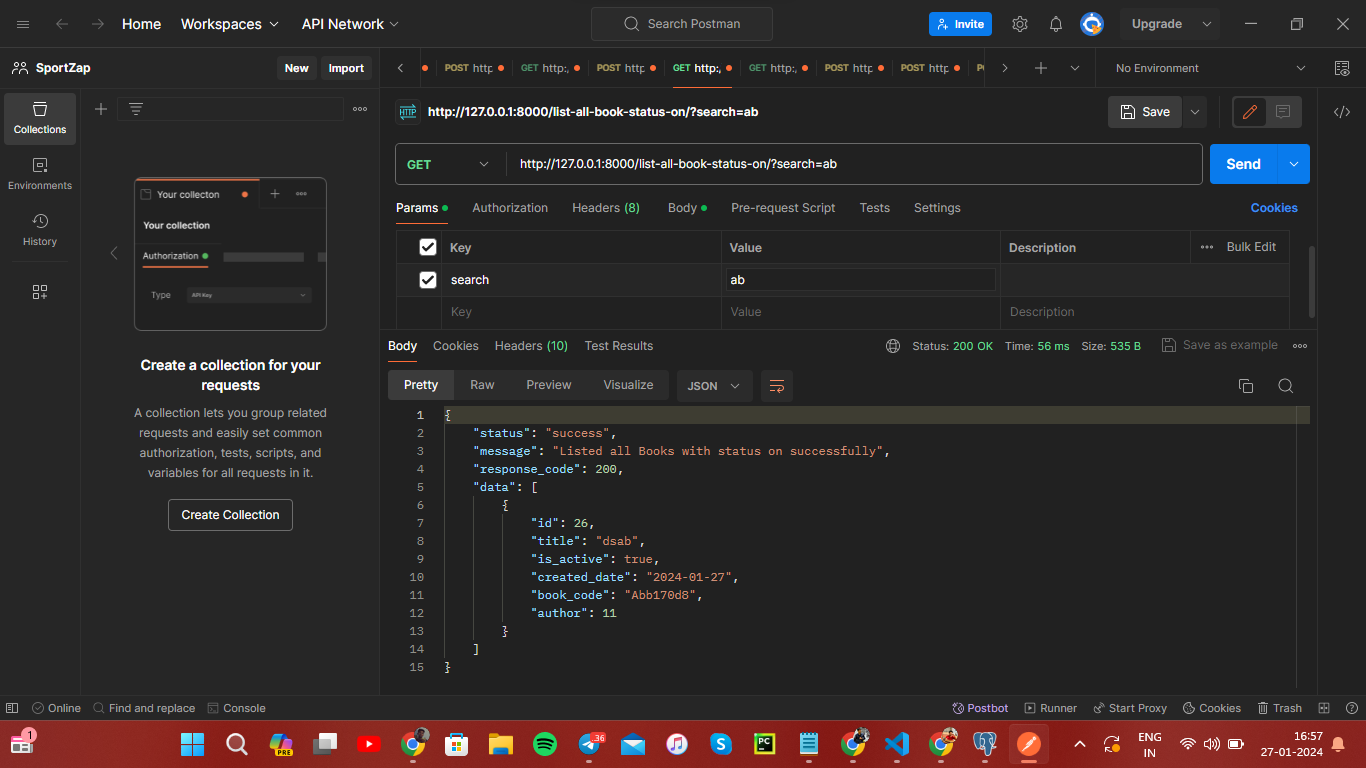 Home
Workspaces
API Network
Search Postman
Invite
Upgrade
SportZap
New
Import
POST http
GET http:,
POST http
GET http:,
GET http:,
POST http
POST http
No Environment
Collections
Environments
History
Your collecton
Your collection
Authorization
Type
API Key
Create a collection for your
requests
A collection lets you group related
requests and easily set common
authorization, tests, scripts, and
variables for all requests in it.
Create Collection
HTTP
http://127.0.0.1:8000/list-all-book-status-on/?search=ab
Save
GET
http://127.0.0.1:8000/list-all-book-status-on/?search=ab
Send
Params
Authorization
Headers (8)
Body
Pre-request Script
Tests
Settings
Cookies
Key
Value
Description
Bulk Edit
search
ab
Key
Value
Description
Body
Cookies
Headers (10)
Test Results
Status: 200 OK
Time: 56 ms
Size: 535 B
Save as example
Pretty
Raw
Preview
Visualize
JSON
1 {
2 "status": "success",
3 "message": "Listed all Books with status on successfully",
4 "response_code": 200,
5 "data": [
6 {
7 "id": 26,
8 "title": "dsab",
9 "is_active": true,
10 "created_date": "2024-01-27",
11 "book_code": "Abb170d8",
12 "author": 11
13 }
14 ]
15 }
Online
Find and replace
Console
Postbot
Runner
Start Proxy
Cookies
Trash
1
PRE
36
PC
ENG
IN
16:57
27-01-2024